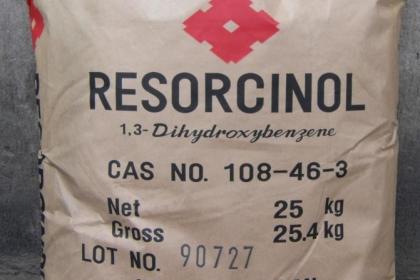 RESORCINOL
1,3-Dihydroxybenzene
CAS NO. 108-46-3
Net 25 kg
Gross 25.4 kg
LOT NO. 90727